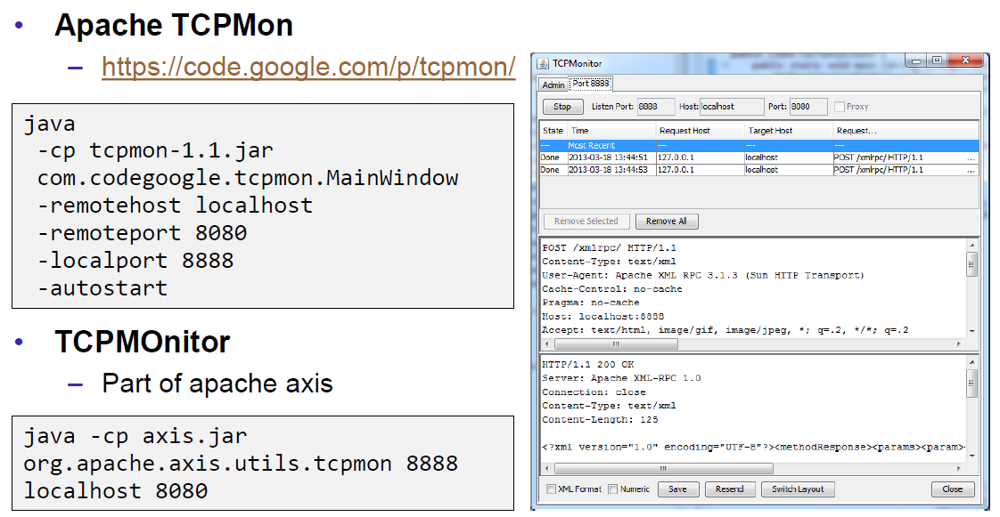 • Apache TCPMon
– https://code.google.com/p/tcpmon/
java
-cp tcpmon-1.1.jar
com.codegoogle.tcpmon.MainWindow
-remotehost localhost
-remoteport 8080
-localport 8888
-autostart
• TCPMOnitor
– Part of apache axis
java -cp axis.jar
org.apache.axis.utils.tcpmon 8888
localhost 8080
TCPMonitor
Admin Port 8888
Stop Listen Port: 8888 Host: localhost Port: 8080 Proxy
State Time Request Host Target Host Request...
--- Most Recent --- --- ---
Done 2013-03-18 13:44:51 127.0.0.1 localhost POST /xmlrpc/ HTTP/1.1 ...
Done 2013-03-18 13:44:53 127.0.0.1 localhost POST /xmlrpc/ HTTP/1.1 ...
Remove Selected Remove All
POST /xmlrpc/ HTTP/1.1
Content-Type: text/xml
User-Agent: Apache XML RPC 3.1.3 (Sun HTTP Transport)
Cache-Control: no-cache
Pragma: no-cache
Host: localhost:8888
Accept: text/html, image/gif, image/jpeg, *; q=.2, */*; q=.2
HTTP/1.1 200 OK
Server: Apache XML-RPC 1.0
Connection: close
Content-Type: text/xml
Content-Length: 125
<?xml version="1.0" encoding="UTF-8"?><methodResponse><params><param>
XML Format Numeric Save Resend Switch Layout Close